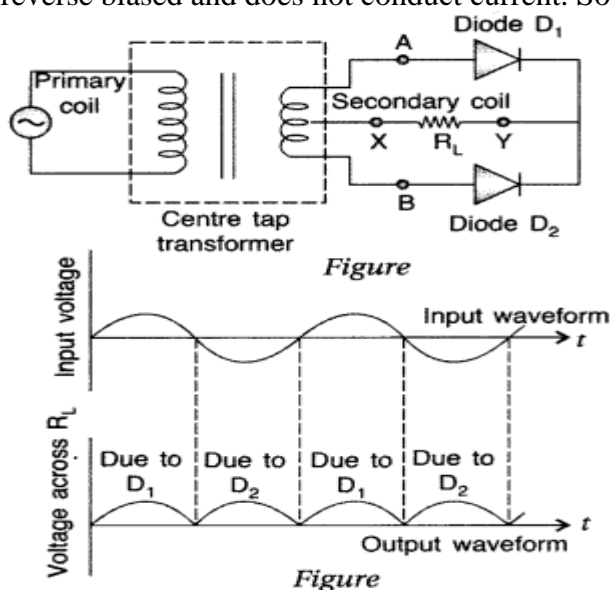 reverse biased and does not conduct current. So
Diode D1
A
Primary
coil
Secondary coil
X
RL
Y
B
Diode D2
Centre tap
transformer
Figure
Input voltage
Input waveform
t
Voltage across RL
Due to
D1
Due to
D2
Due to
D1
Due to
D2
t
Output waveform
Figure